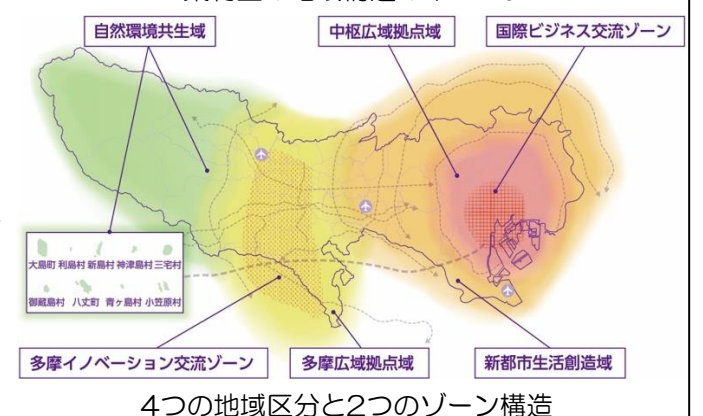 自然環境共生域
中枢広域拠点域
国際ビジネス交流ゾーン
大島町 利島村 新島村 神津島村 三宅村
御蔵島村 八丈町 青ヶ島村 小笠原村
多摩イノベーション交流ゾーン
多摩広域拠点域
新都市生活創造域
4つの地域区分と2つのゾーン構造